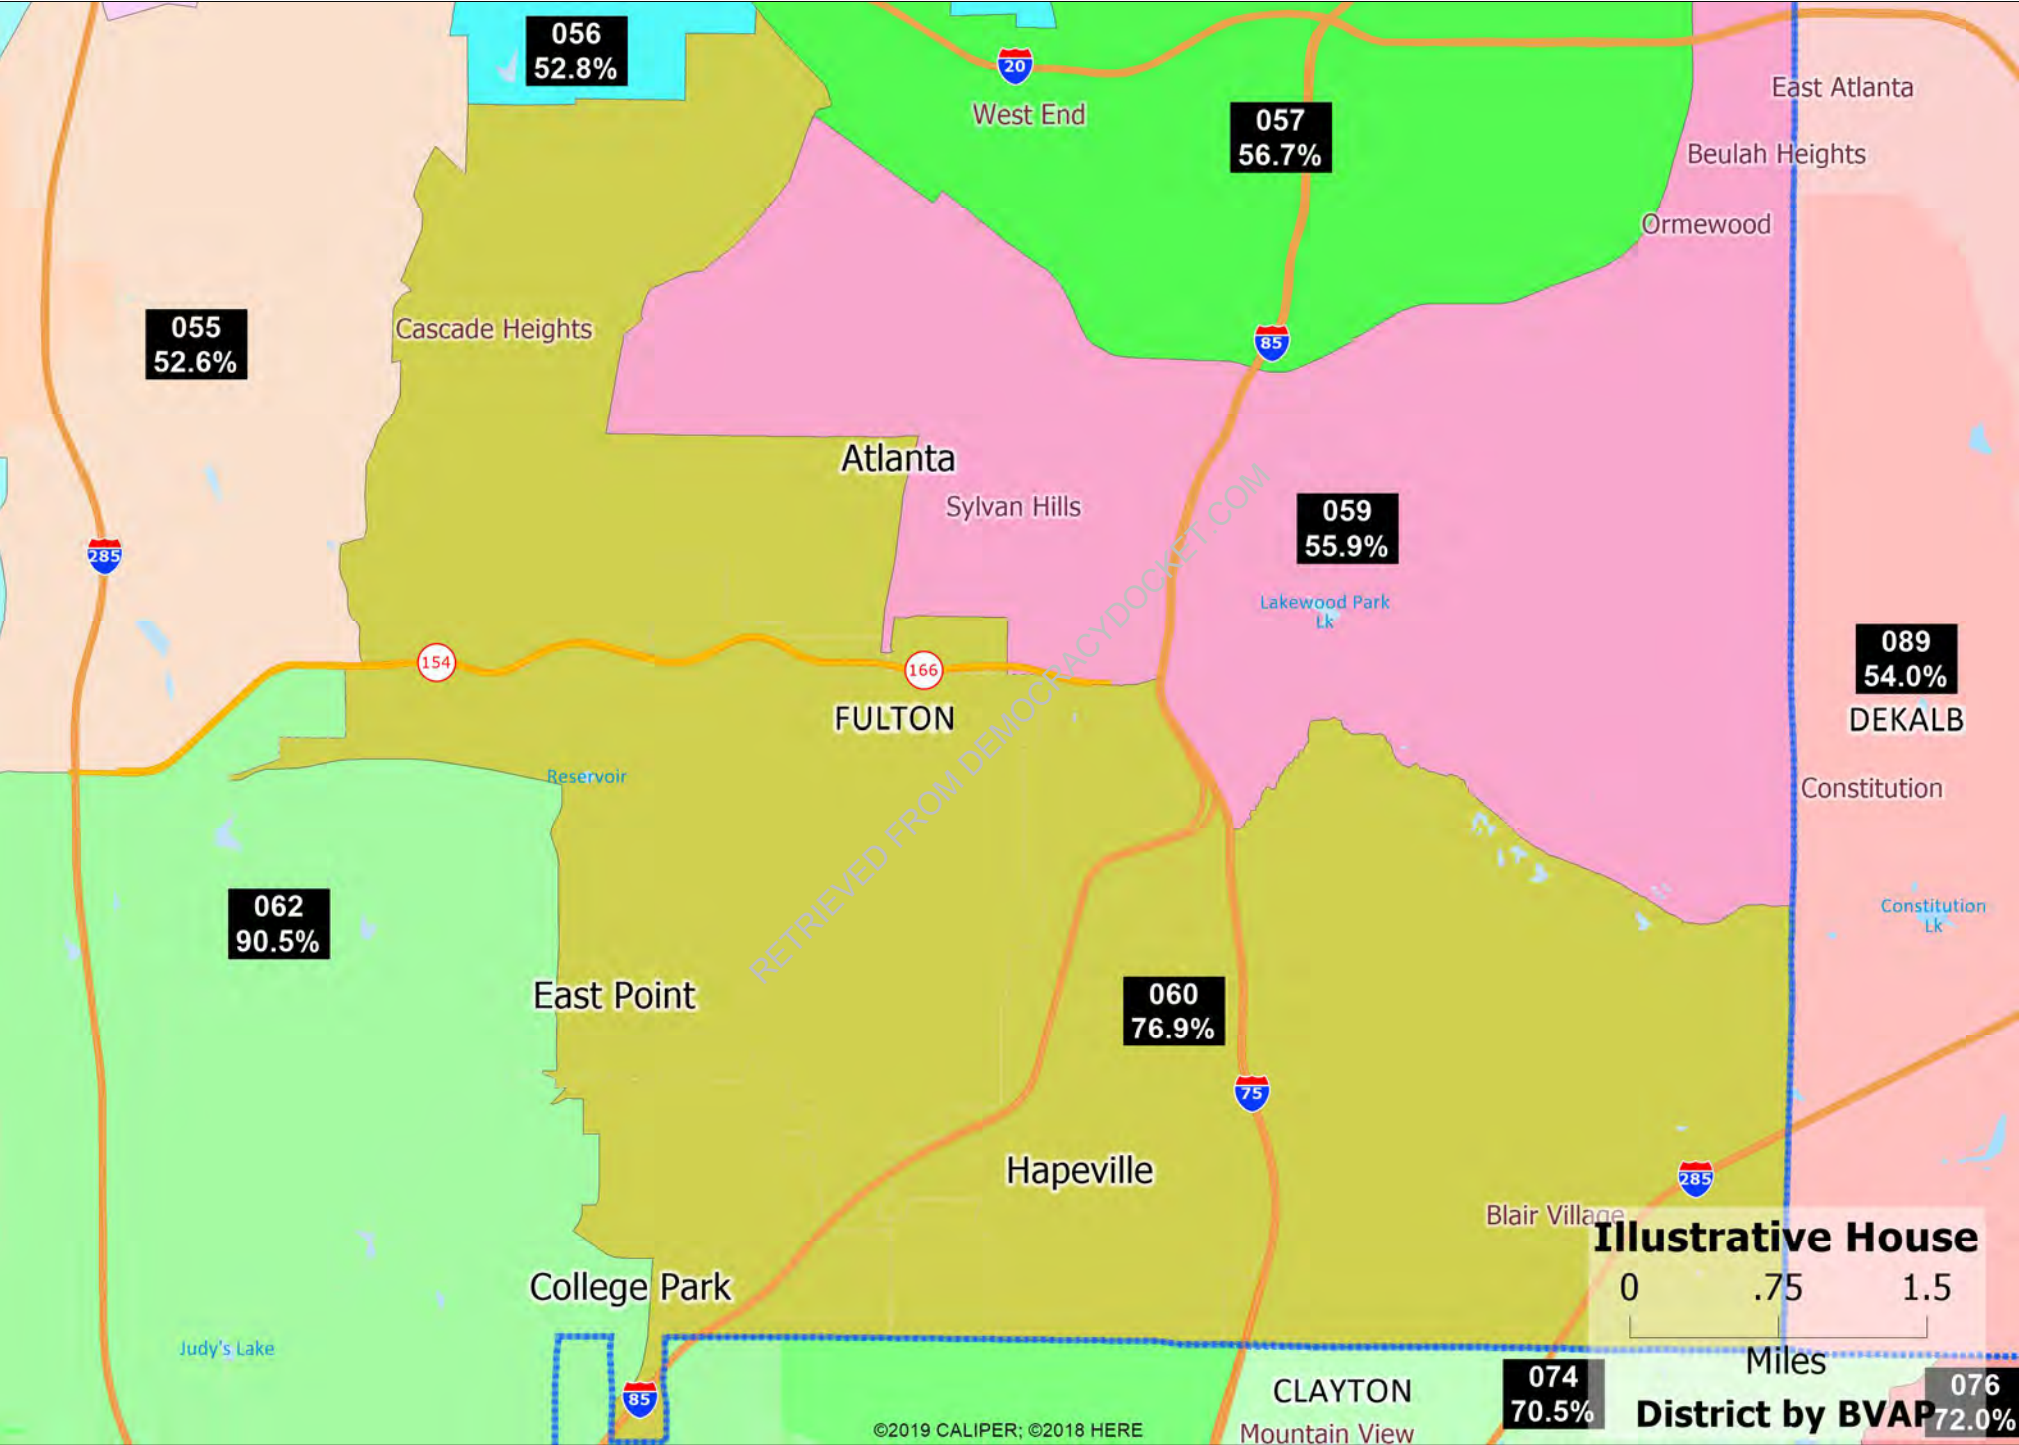 056
52.8%
20
West End
057
56.7%
East Atlanta
Beulah Heights
Ormewood
055
52.6%
Cascade Heights
85
Atlanta
Sylvan Hills
059
55.9%
285
Lakewood Park
Lk
154
166
FULTON
089
54.0%
DEKALB
Reservoir
Constitution
RETRIEVED FROM DEMOCRACYDOCKET.COM
062
90.5%
Constitution
Lk
East Point
060
76.9%
75
Hapeville
285
Blair Village
Illustrative House
0 .75 1.5
Miles
District by BVAP
College Park
Judy's Lake
85
074
70.5%
076
72.0%
CLAYTON
Mountain View
©2019 CALIPER; ©2018 HERE